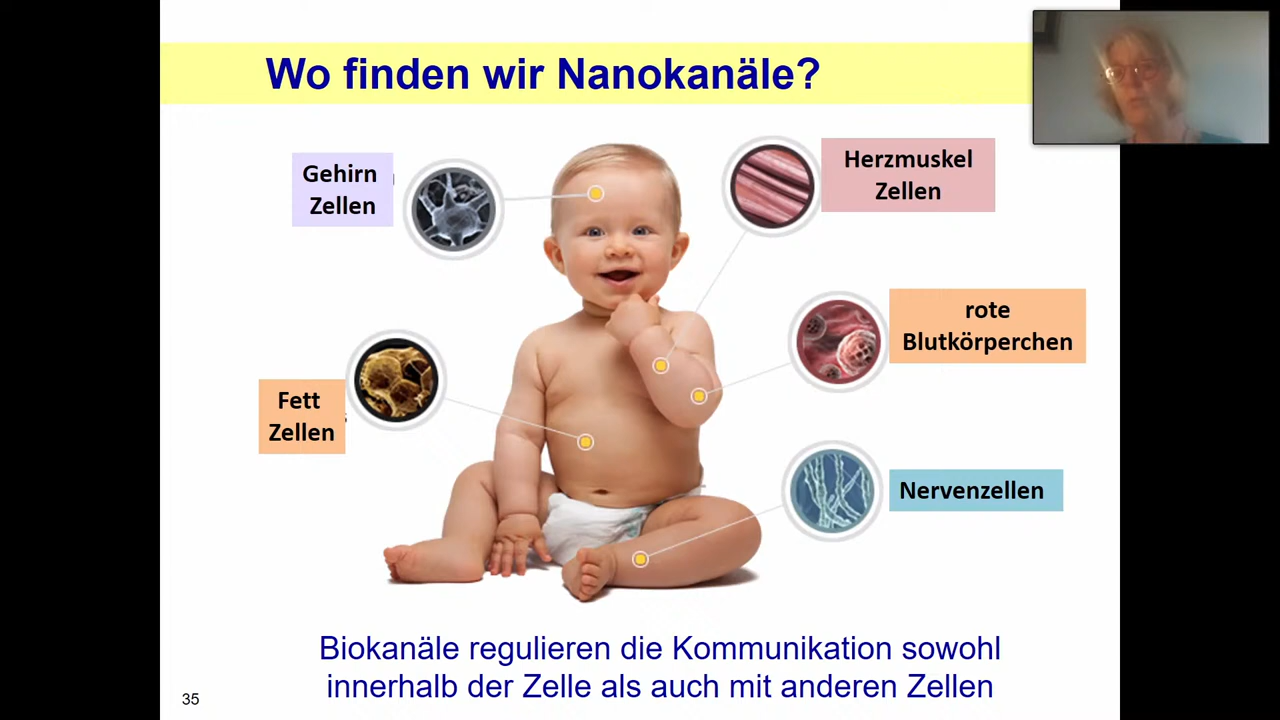 Wo finden wir Nanokanäle?
Gehirn
Zellen
Herzmuskel
Zellen
rote
Blutkörperchen
Fett
Zellen
Nervenzellen
Biokanäle regulieren die Kommunikation sowohl
innerhalb der Zelle als auch mit anderen Zellen
35